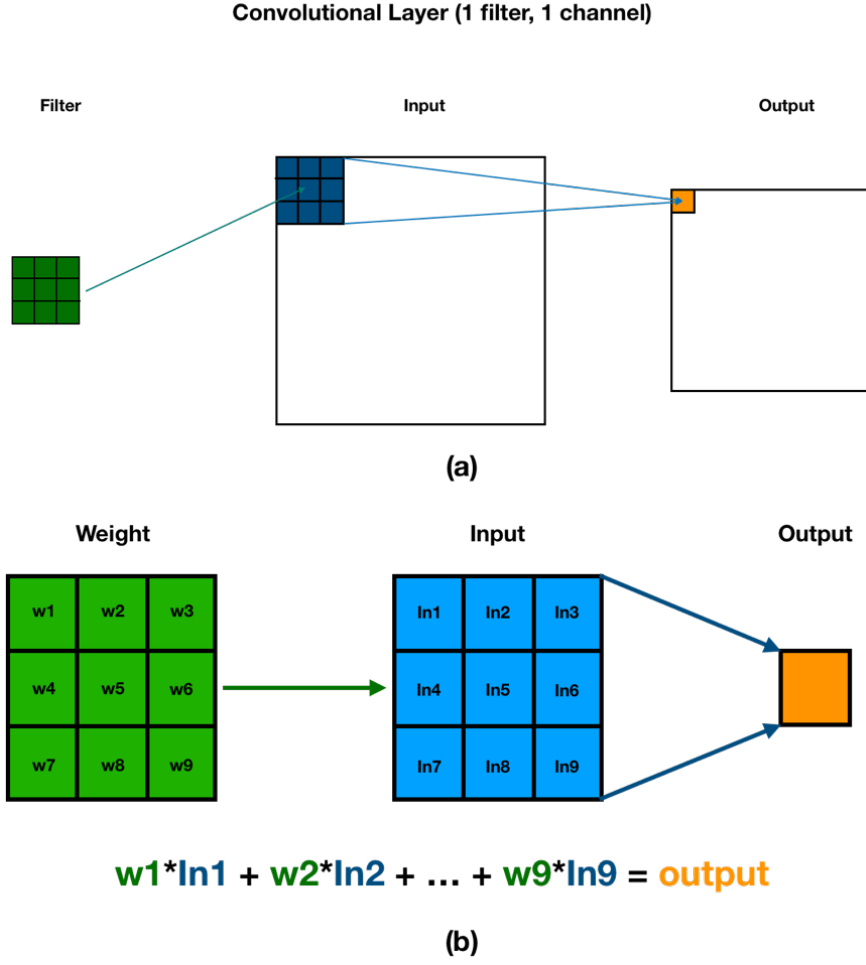 Convolutional Layer (1 filter, 1 channel)
Filter
Input
Output
(a)
Weight
Input
Output
w1 w2 w3
In1 In2 In3
w4 w5 w6
In4 In5 In6
w7 w8 w9
In7 In8 In9
w1*In1 + w2*In2 + ... + w9*In9 = output
(b)